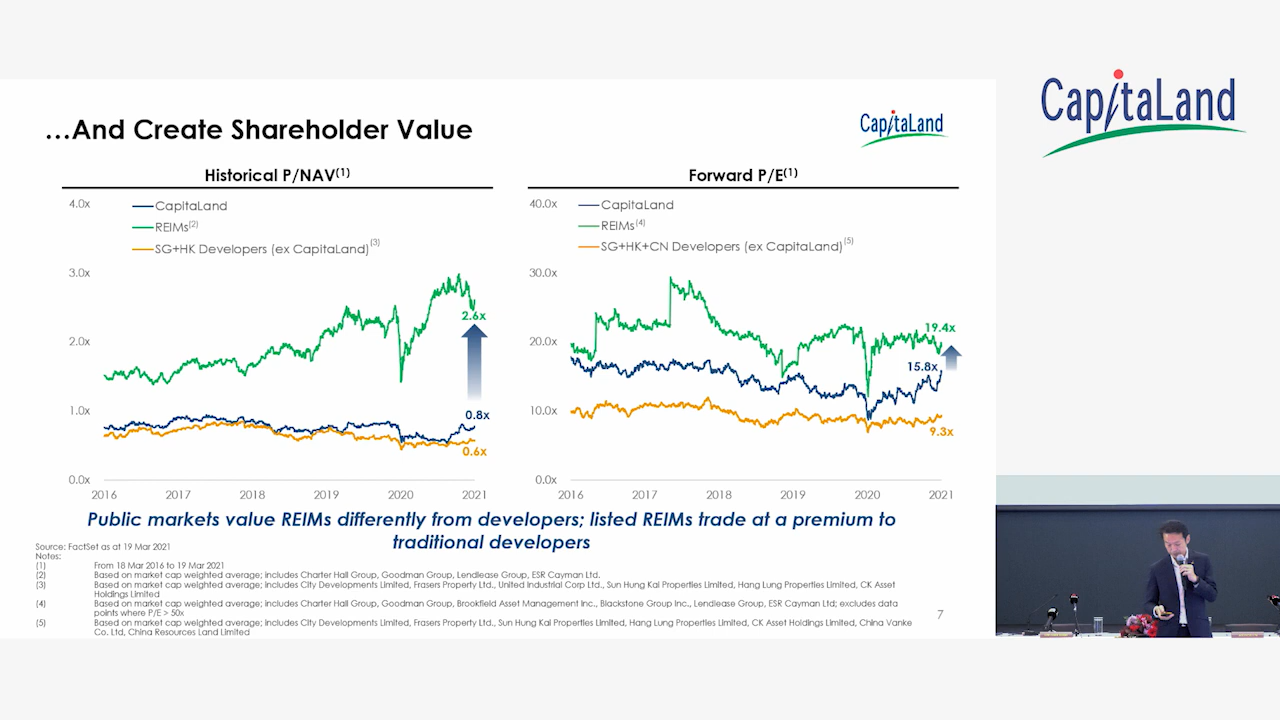 …And Create Shareholder Value
CapitaLand
CapitaLand
Historical P/NAV(1)
4.0x
3.0x
2.0x
1.0x
0.0x
CapitaLand
REIMs(2)
SG+HK Developers (ex CapitaLand)(3)
2.6x
0.8x
0.6x
2016 2017 2018 2019 2020 2021
Forward P/E(1)
40.0x
30.0x
20.0x
10.0x
0.0x
CapitaLand
REIMs(4)
SG+HK+CN Developers (ex CapitaLand)(5)
19.4x
15.8x
9.3x
2016 2017 2018 2019 2020 2021
Public markets value REIMs differently from developers; listed REIMs trade at a premium to
traditional developers
Source: FactSet as at 19 Mar 2021
Notes:
(1) From 18 Mar 2016 to 19 Mar 2021
(2) Based on market cap weighted average; includes Charter Hall Group, Goodman Group, Lendlease Group, ESR Cayman Ltd.
(3) Based on market cap weighted average; includes City Developments Limited, Frasers Property Ltd., United Industrial Corp Ltd., Sun Hung Kai Properties Limited, Hang Lung Properties Limited, CK Asset
Holdings Limited
(4) Based on market cap weighted average; includes Charter Hall Group, Goodman Group, Brookfield Asset Management Inc., Blackstone Group Inc., Lendlease Group, ESR Cayman Ltd; excludes data
points where P/E > 50x
(5) Based on market cap weighted average; includes City Developments Limited, Frasers Property Ltd., Sun Hung Kai Properties Limited, Hang Lung Properties Limited, CK Asset Holdings Limited, China Vanke
Co. Ltd, China Resources Land Limited
7